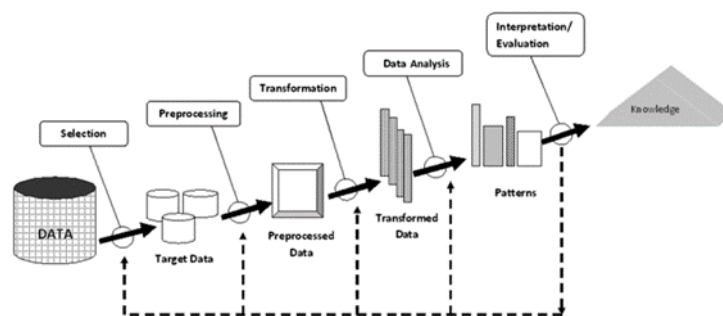 Interpretation/
Evaluation
Data Analysis
Transformation
Preprocessing
Selection
Knowledge
DATA
Target Data
Preprocessed
Data
Transformed
Data
Patterns